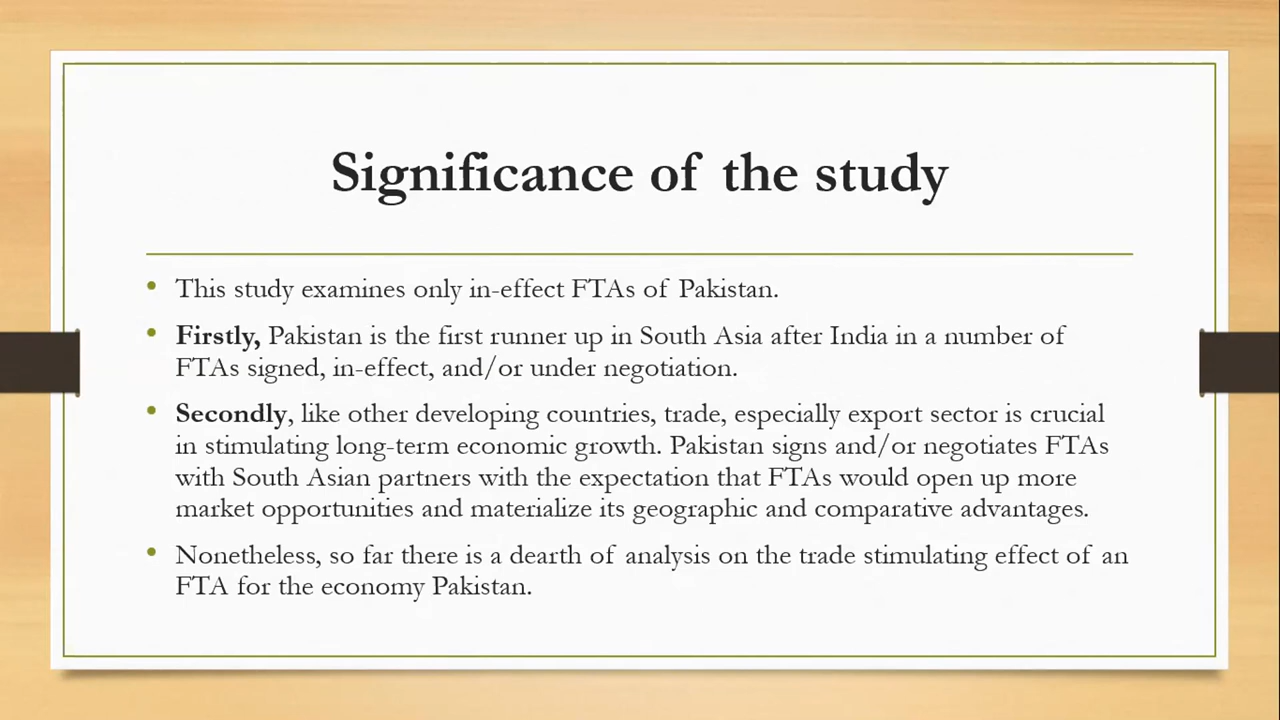 Significance of the study
• This study examines only in-effect FTAs of Pakistan.
• Firstly, Pakistan is the first runner up in South Asia after India in a number of
FTAs signed, in-effect, and/or under negotiation.
• Secondly, like other developing countries, trade, especially export sector is crucial
in stimulating long-term economic growth. Pakistan signs and/or negotiates FTAs
with South Asian partners with the expectation that FTAs would open up more
market opportunities and materialize its geographic and comparative advantages.
• Nonetheless, so far there is a dearth of analysis on the trade stimulating effect of an
FTA for the economy Pakistan.